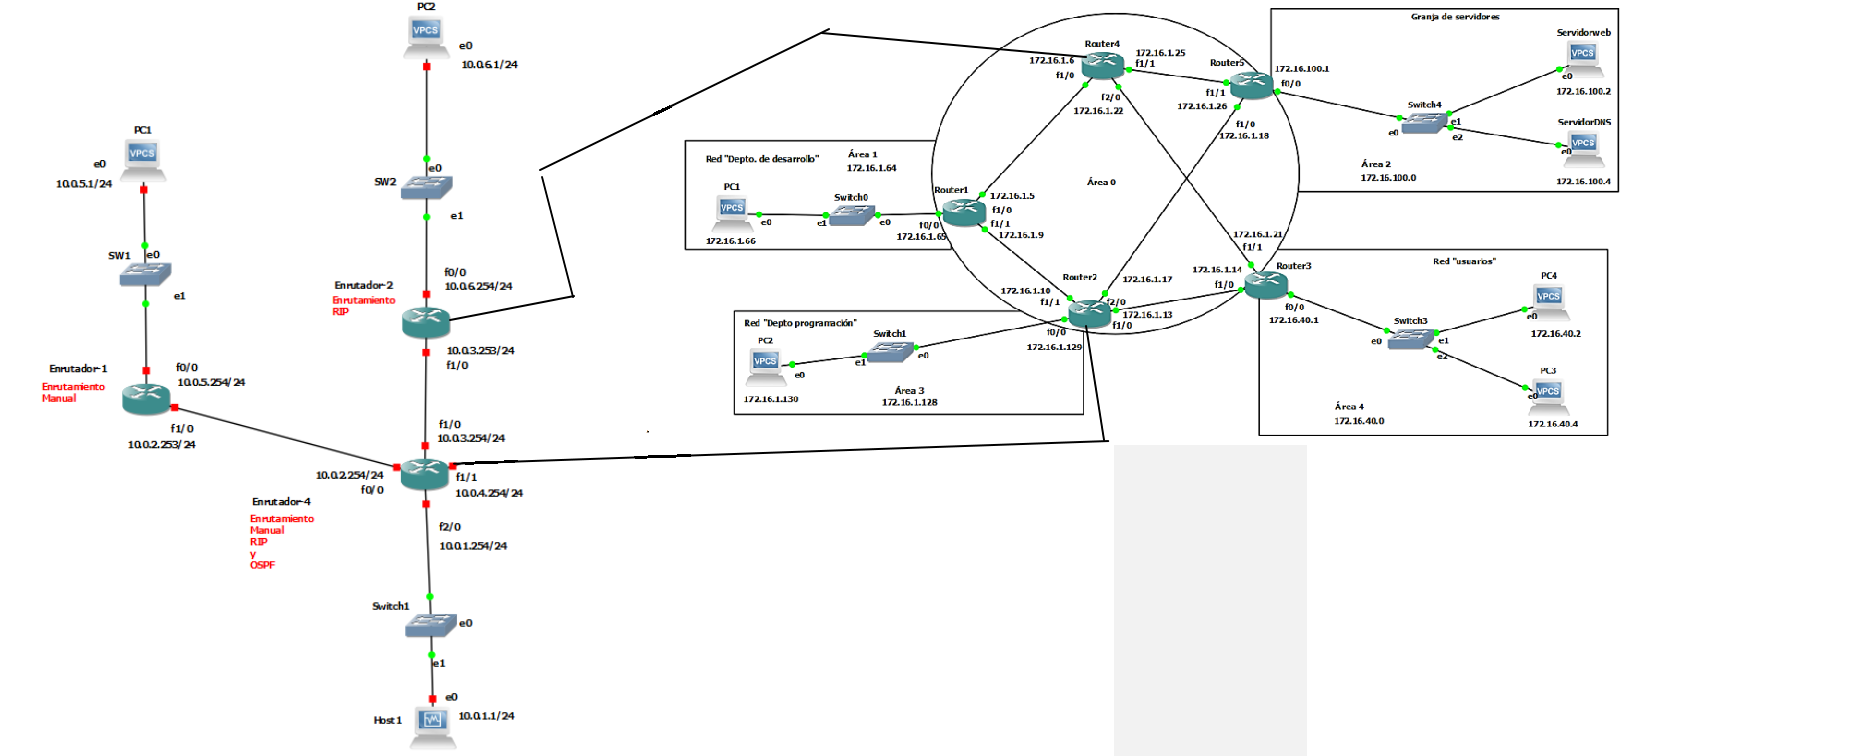 PC2
e0
10.0.6.1/24
PC1
e0
10.0.5.1/24
SW2
e0
e1
SW1
e0
e1
Enrutador-2
Enrutamiento
RIP
f0/0
10.0.6.254/24
10.0.3.253/24
f1/0
Enrutador-1
Enrutamiento
Manual
f0/0
10.0.5.254/24
f1/0
10.0.2.253/24
f1/0
10.0.3.254/24
10.0.2.254/24
f0/0
f1/1
10.0.4.254/24
Enrutador-4
Enrutamiento
Manual
RIP
y
OSPF
f2/0
10.0.1.254/24
Switch1
e0
e1
e0
Host1
10.0.1.1/24
Router4
172.16.1.6
f1/0
172.16.1.25
f1/1
f2/0
172.16.1.22
Router5
f1/1
172.16.1.26
172.16.100.1
f0/0
f1/0
172.16.1.18
Granja de servidores
Servidorweb
e0
172.16.100.2
Switch4
e0
e1
e2
ServidorDNS
e0
172.16.100.4
Área 2
172.16.100.0
Red "Depto. de desarrollo"
Área 1
172.16.1.64
PC1
e0
172.16.1.66
Switch0
e1
e0
Router1
f0/0
172.16.1.65
172.16.1.5
f1/0
f1/1
172.16.1.9
Área 0
Router2
172.16.1.10
f1/1
172.16.1.17
f2/0
172.16.1.13
f1/0
f0/0
172.16.1.129
172.16.1.21
f1/1
172.16.1.14
f1/0
Router3
f0/0
172.16.40.1
Red "Depto programación"
PC2
e0
172.16.1.130
Switch1
e1
e0
Área 3
172.16.1.128
Red "usuarios"
PC4
e0
172.16.40.2
Switch3
e0
e1
e2
PC3
e0
172.16.40.4
Área 4
172.16.40.0